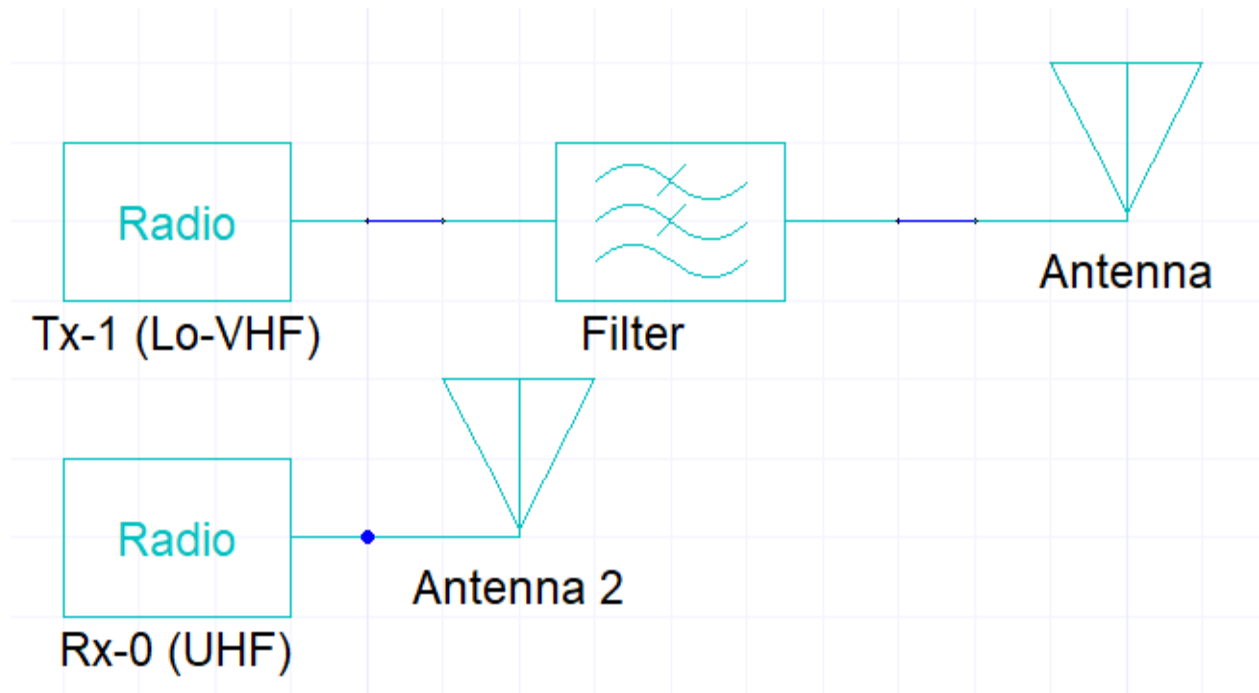 Radio
Antenna
Tx-1 (Lo-VHF)
Filter
Radio
Antenna 2
Rx-0 (UHF)